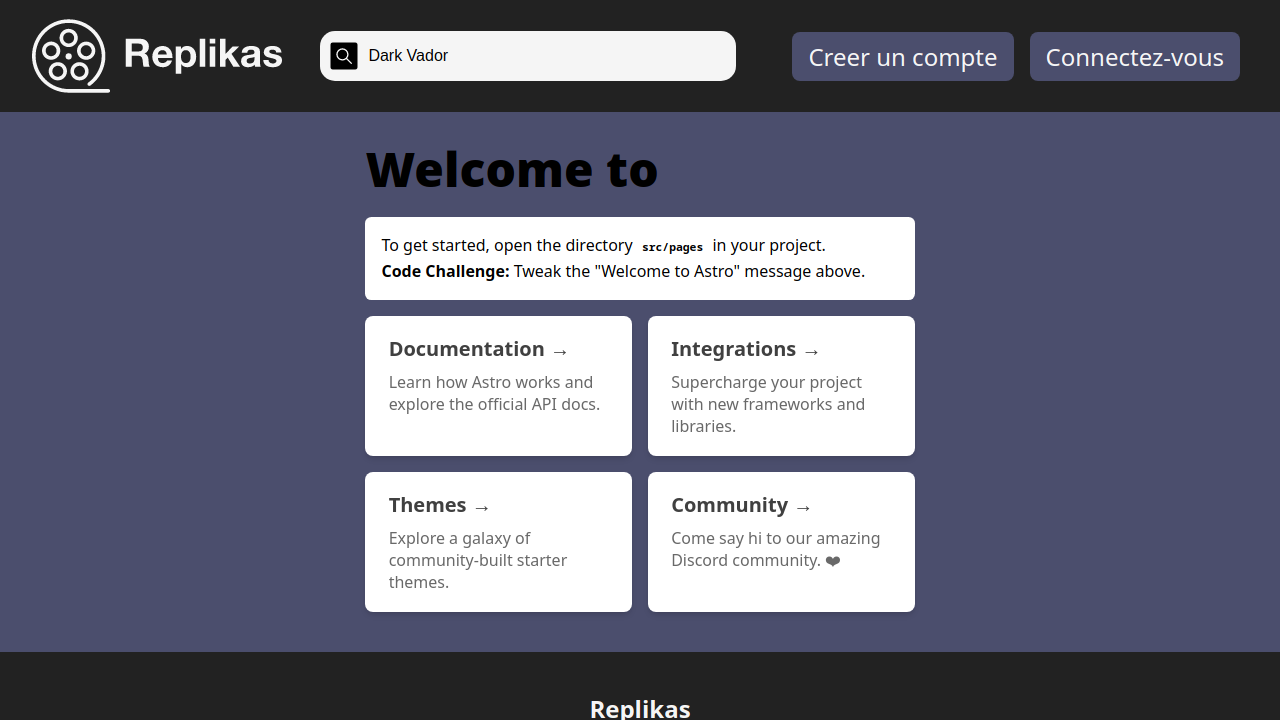 Replikas
Dark Vador
Creer un compte
Connectez-vous
Welcome to
To get started, open the directory src/pages in your project.
Code Challenge: Tweak the "Welcome to Astro" message above.
Documentation →
Learn how Astro works and
explore the official API docs.
Integrations →
Supercharge your project
with new frameworks and
libraries.
Themes →
Explore a galaxy of
community-built starter
themes.
Community →
Come say hi to our amazing
Discord community. ❤️
Replikas